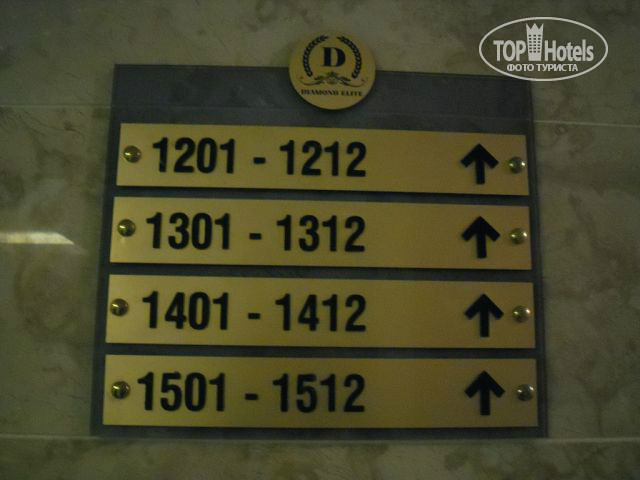 TOP Hotels
ФОТО ТУРИСТА
D
DIAMOND ELITE
1201 - 1212 ↑
1301 - 1312 ↑
1401 - 1412 ↑
1501 - 1512 ↑